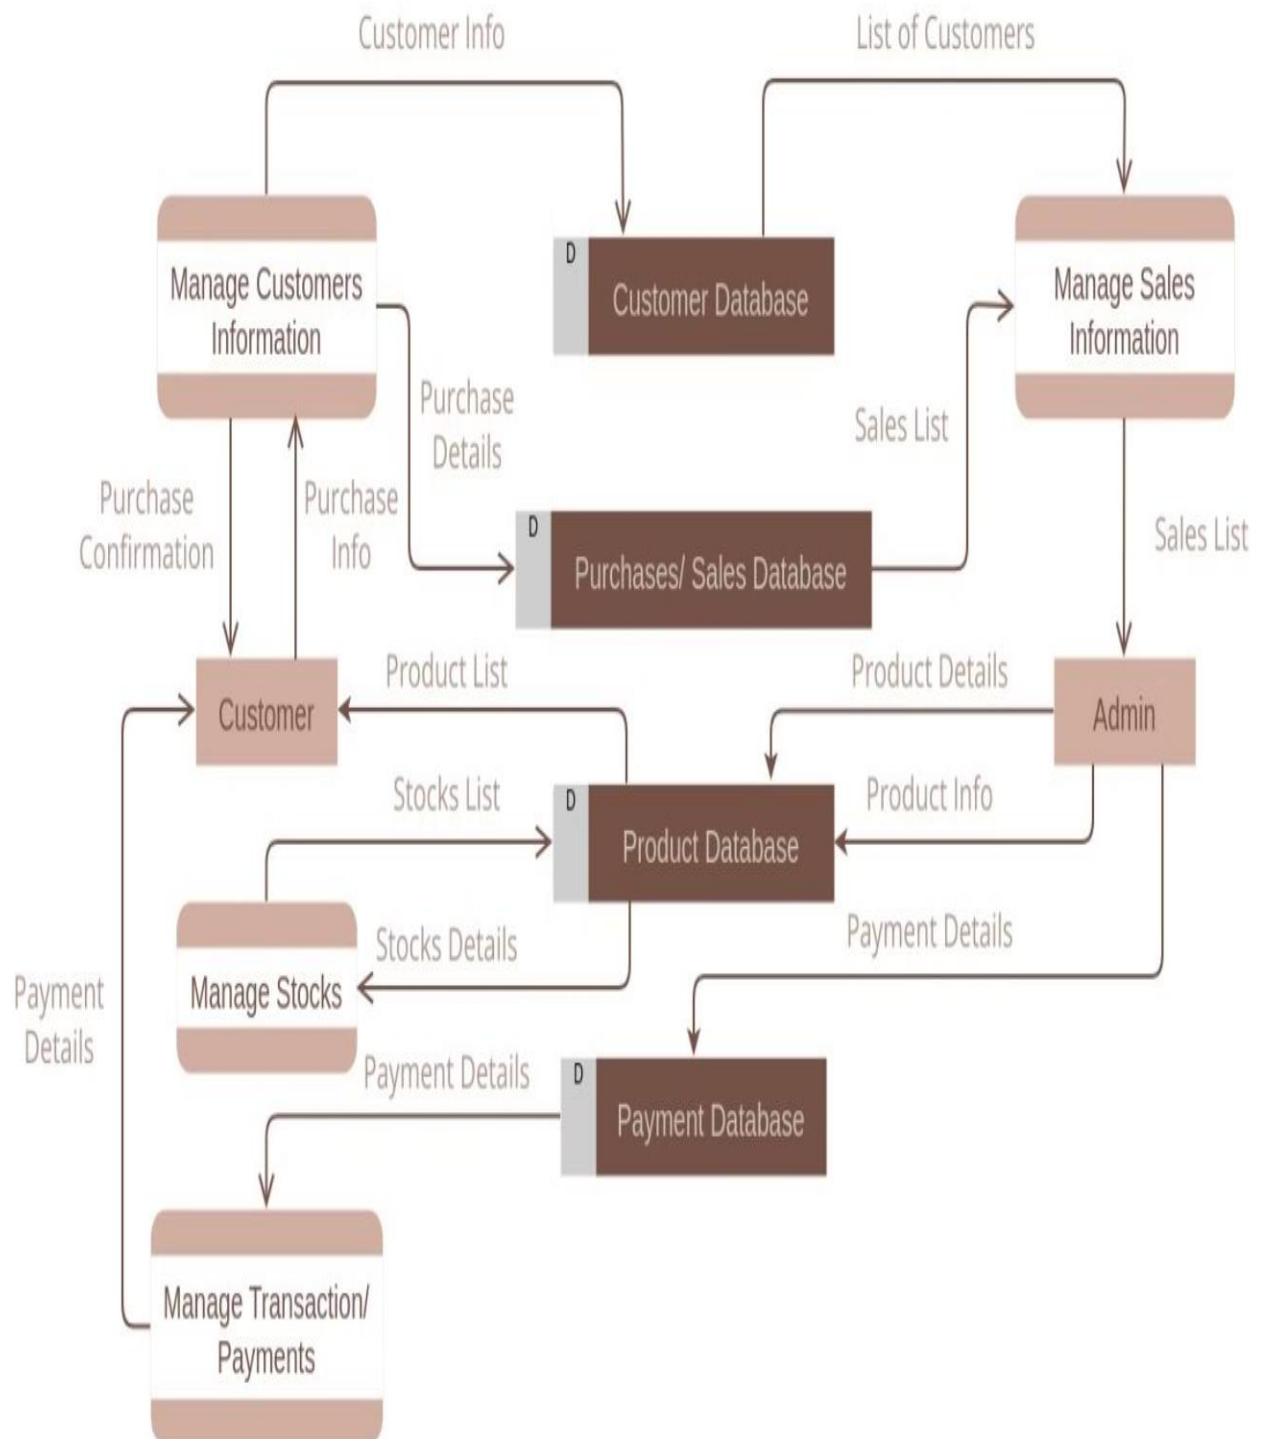 Customer Info
List of Customers
Manage Customers
Information
D
Customer Database
Manage Sales
Information
Purchase
Details
Sales List
Purchase
Confirmation
Purchase
Info
D
Purchases/ Sales Database
Sales List
Customer
Product List
Product Details
Admin
Stocks List
D
Product Database
Product Info
Manage Stocks
Stocks Details
Payment Details
Payment
Details
Payment Details
D
Payment Database
Manage Transaction/
Payments